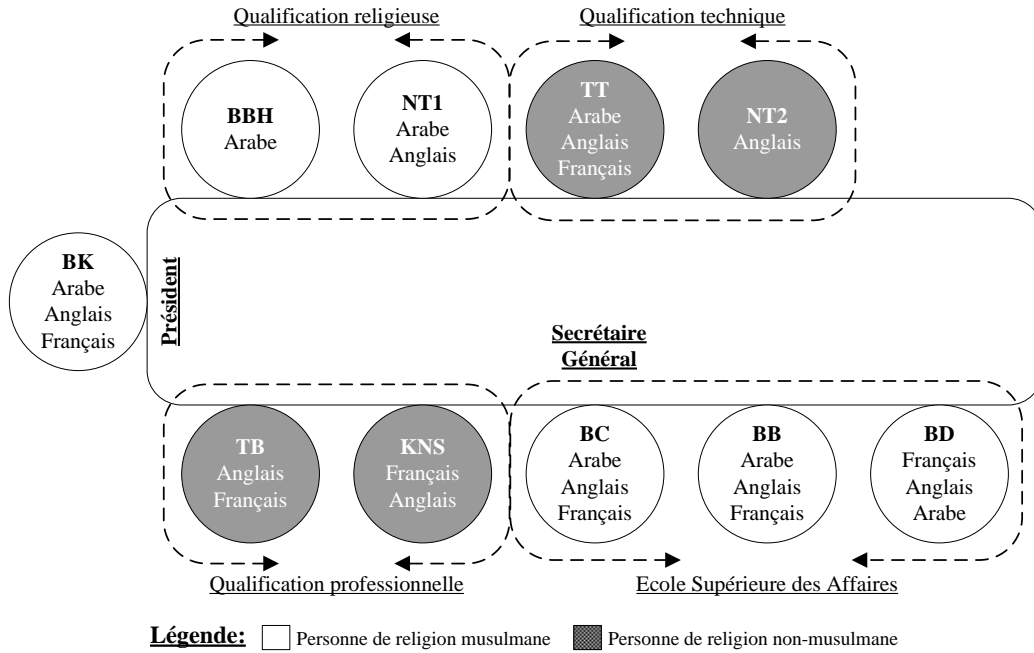 Qualification religieuse
Qualification technique
BBH
Arabe
NT1
Arabe
Anglais
TT
Arabe
Anglais
Français
NT2
Anglais
BK
Arabe
Anglais
Français
Président
Secrétaire
Général
TB
Anglais
Français
KNS
Français
Anglais
BC
Arabe
Anglais
Français
BB
Arabe
Anglais
Français
BD
Français
Anglais
Arabe
Qualification professionnelle
Ecole Supérieure des Affaires
Légende:
Personne de religion musulmane
Personne de religion non-musulmane